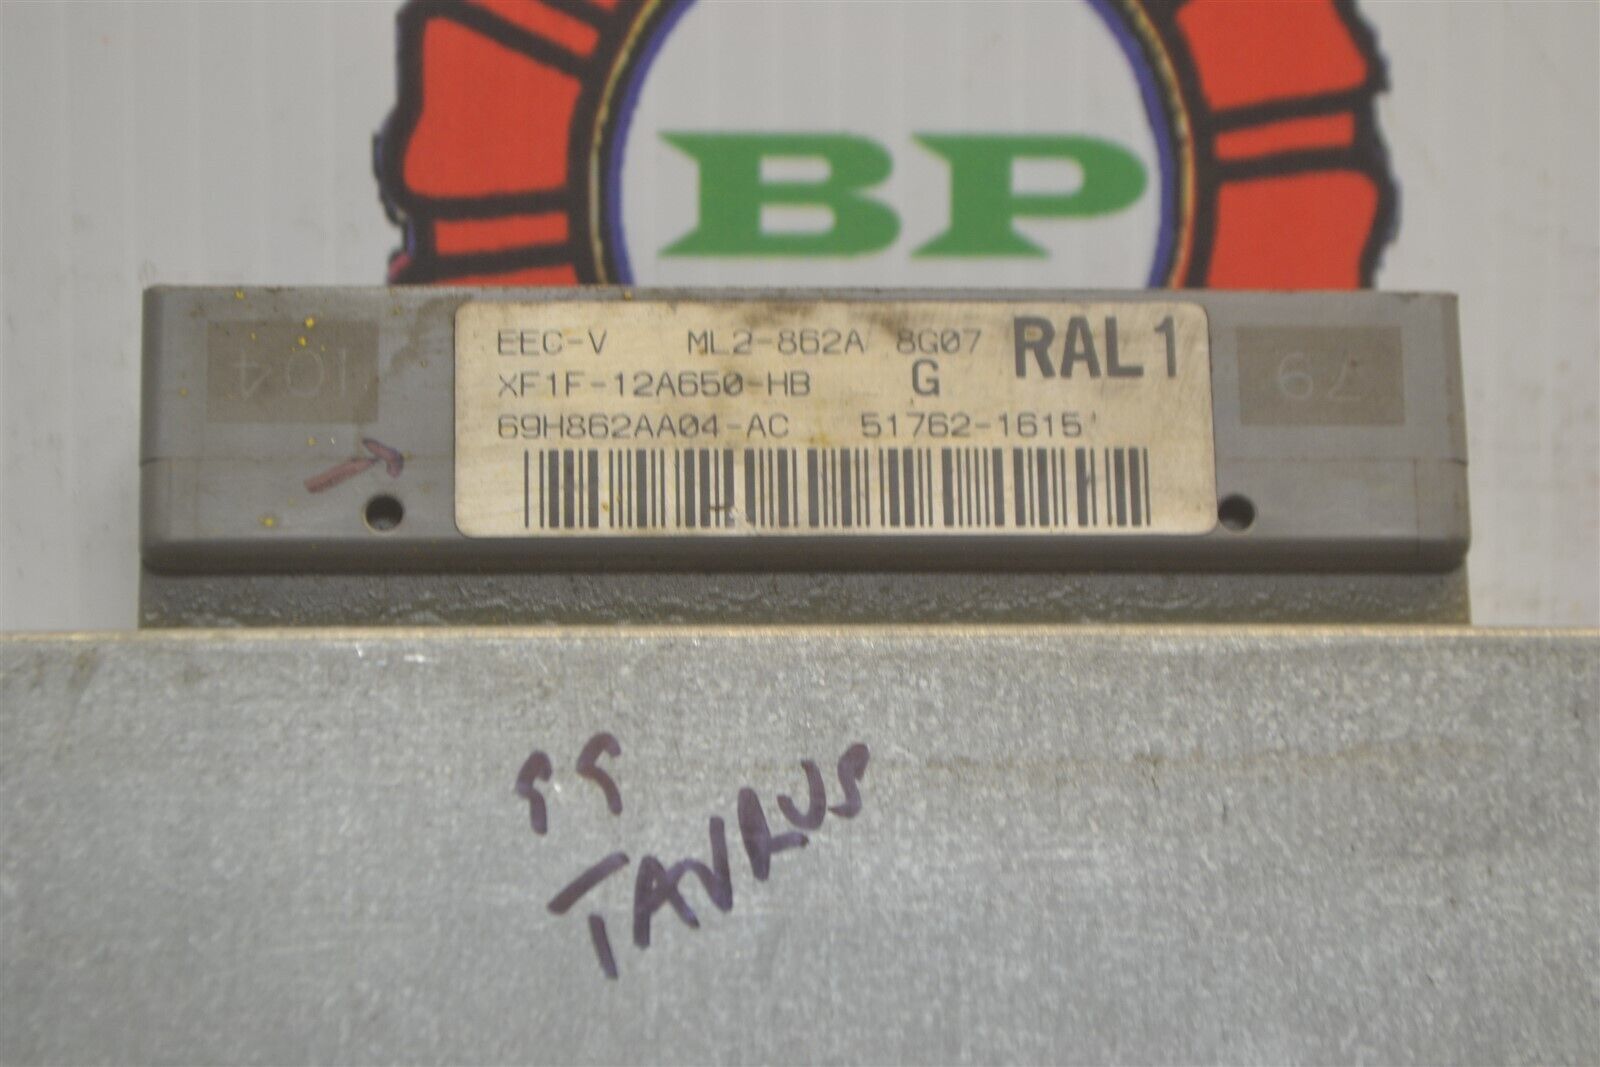 BP
EEC-V ML2-862A 8G07 RAL1
XF1F-12A650-HB G
69H862AA04-AC 51762-1615
104
79
99
TAURUS